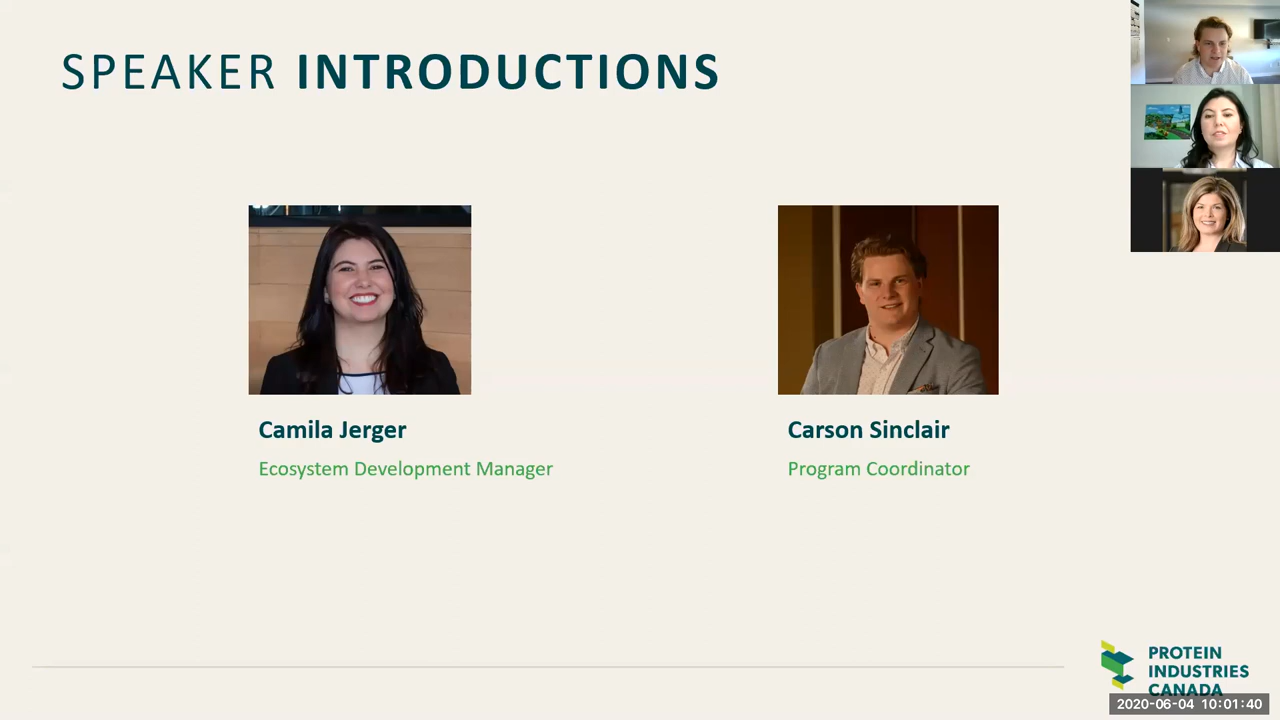 SPEAKER INTRODUCTIONS
Camila Jerger
Ecosystem Development Manager
Carson Sinclair
Program Coordinator
PROTEIN
INDUSTRIES
CANADA
2020-06-04 10:01:40